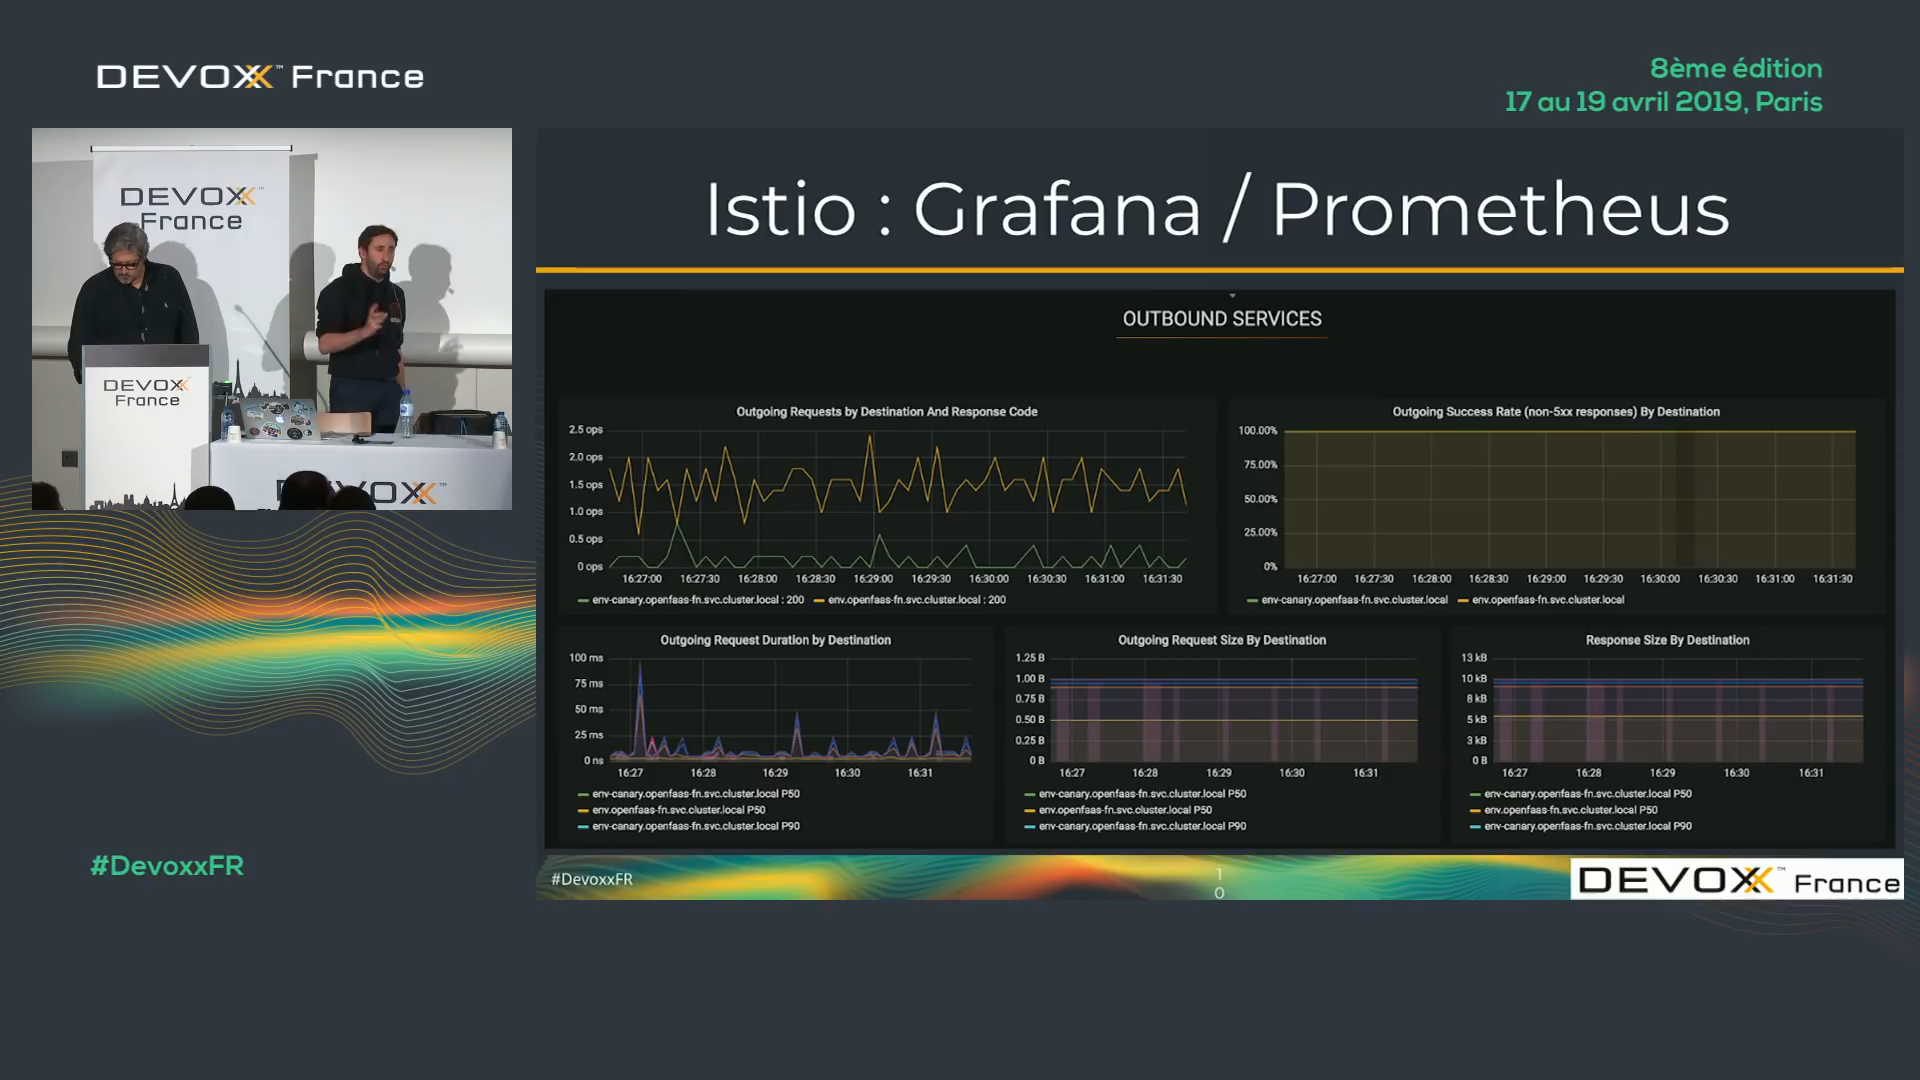 DEVOXX™ France
8ème édition
17 au 19 avril 2019, Paris
DEVOXX™
France
DEVOXX
France
Istio : Grafana / Prometheus
OUTBOUND SERVICES
Outgoing Requests by Destination And Response Code
2.5 ops
2.0 ops
1.5 ops
1.0 ops
0.5 ops
0 ops
16:27:00 16:27:30 16:28:00 16:28:30 16:29:00 16:29:30 16:30:00 16:30:30 16:31:00 16:31:30
env-canary.openfaas-fn.svc.cluster.local : 200 env.openfaas-fn.svc.cluster.local : 200
Outgoing Success Rate (non-5xx responses) By Destination
100.00%
75.00%
50.00%
25.00%
0%
16:27:00 16:27:30 16:28:00 16:28:30 16:29:00 16:29:30 16:30:00 16:30:30 16:31:00 16:31:30
env-canary.openfaas-fn.svc.cluster.local env.openfaas-fn.svc.cluster.local
Outgoing Request Duration by Destination
100 ms
75 ms
50 ms
25 ms
0 ns
16:27 16:28 16:29 16:30 16:31
env-canary.openfaas-fn.svc.cluster.local P50
env.openfaas-fn.svc.cluster.local P50
env-canary.openfaas-fn.svc.cluster.local P90
Outgoing Request Size By Destination
1.25 B
1.00 B
0.75 B
0.50 B
0.25 B
0 B
16:27 16:28 16:29 16:30 16:31
env-canary.openfaas-fn.svc.cluster.local P50
env.openfaas-fn.svc.cluster.local P50
env-canary.openfaas-fn.svc.cluster.local P90
Response Size By Destination
13 kB
10 kB
8 kB
5 kB
3 kB
0 B
16:27 16:28 16:29 16:30 16:31
env-canary.openfaas-fn.svc.cluster.local P50
env.openfaas-fn.svc.cluster.local P50
env-canary.openfaas-fn.svc.cluster.local P90
#DevoxxFR
#DevoxxFR
1
0
DEVOXX™ France